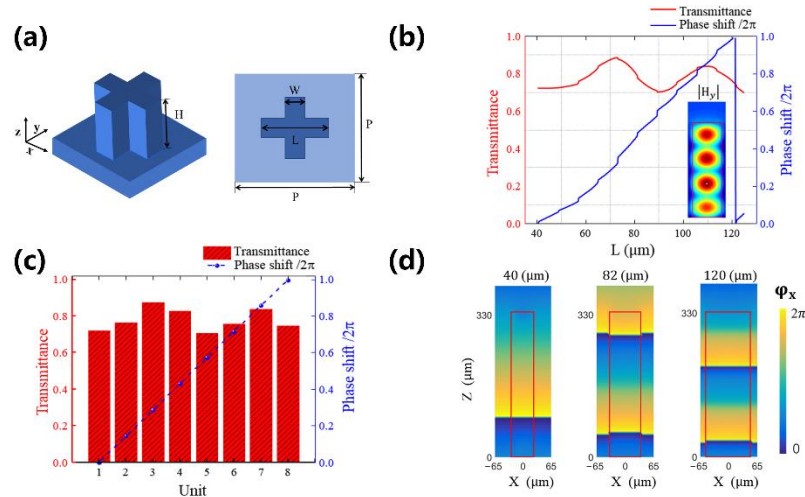 (a)
H
z
y
x
W
L
P
P
(b)
Transmittance
Phase shift /2π
1.0
0.8
0.6
0.4
0.2
0.0
Transmittance
|Hy|
1.0
0.8
0.6
0.4
0.2
0.0
Phase shift /2π
40 60 80 100 120
L (μm)
(c)
Transmittance
Phase shift /2π
1.0
0.8
0.6
0.4
0.2
0.0
Transmittance
1.0
0.8
0.6
0.4
0.2
0.0
Phase shift /2π
1 2 3 4 5 6 7 8
Unit
(d)
40 (μm) 82 (μm) 120 (μm)
φx
330 330 330
2π
Z (μm)
0 0 0
0
−65 0 65 −65 0 65 −65 0 65
X (μm) X (μm) X (μm)